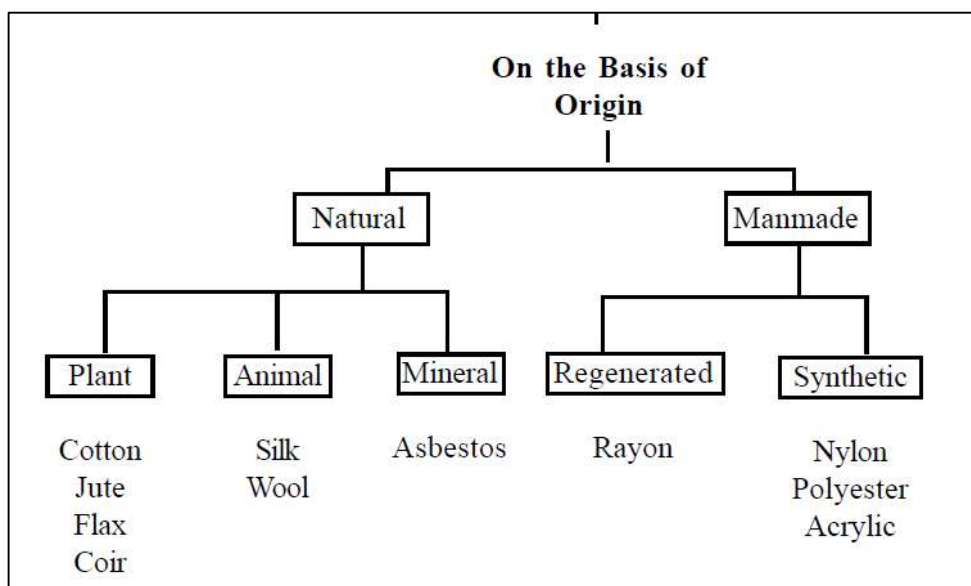 On the Basis of
Origin
Natural
Manmade
Plant
Animal
Mineral
Regenerated
Synthetic
Cotton
Jute
Flax
Coir
Silk
Wool
Asbestos
Rayon
Nylon
Polyester
Acrylic